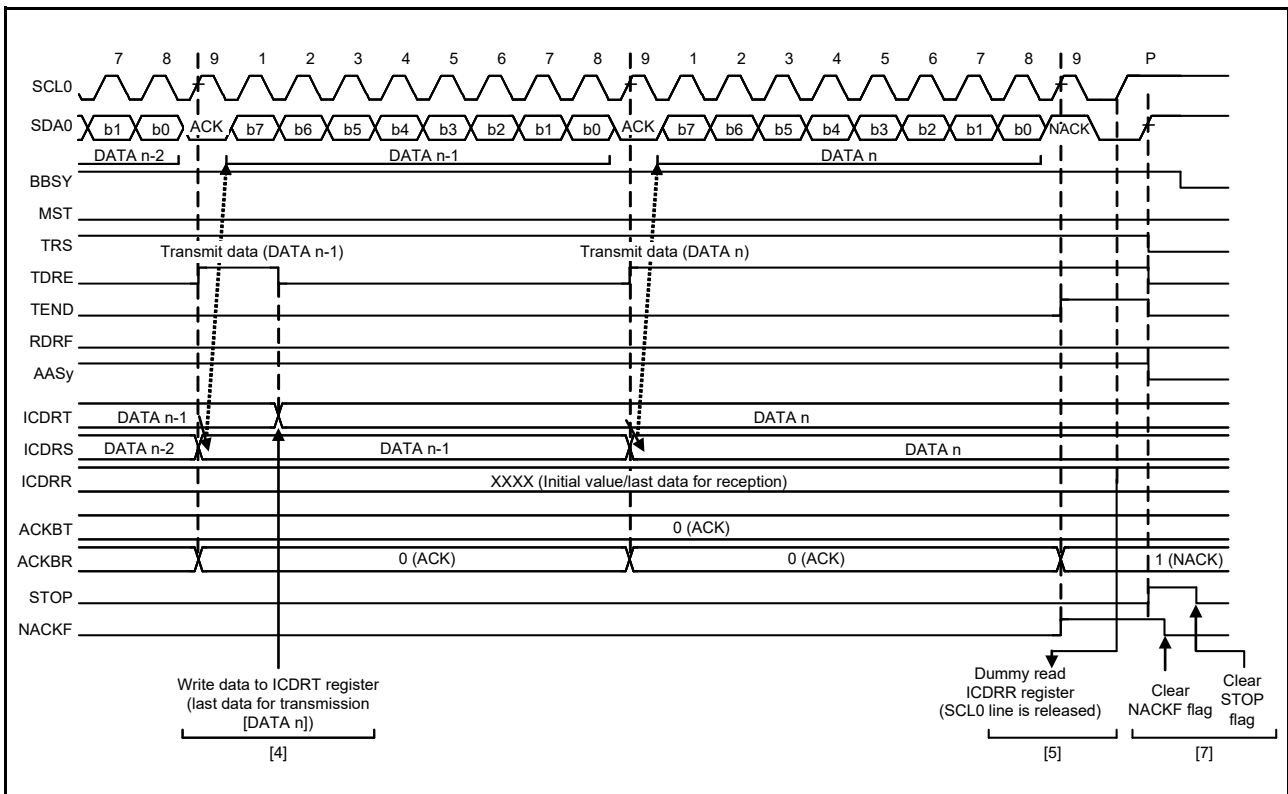 7 8 9 1 2 3 4 5 6 7 8 9 1 2 3 4 5 6 7 8 9 P
SCL0
SDA0 b1 b0 ACK b7 b6 b5 b4 b3 b2 b1 b0 ACK b7 b6 b5 b4 b3 b2 b1 b0 NACK
DATA n-2 DATA n-1 DATA n
BBSY
MST
TRS
Transmit data (DATA n-1) Transmit data (DATA n)
TDRE
TEND
RDRF
AASy
ICDRT DATA n-1 DATA n
ICDRS DATA n-2 DATA n-1 DATA n
ICDRR XXXX (Initial value/last data for reception)
ACKBT 0 (ACK)
ACKBR 0 (ACK) 0 (ACK) 1 (NACK)
STOP
NACKF
Write data to ICDRT register
(last data for transmission
[DATA n])
[4]
Dummy read
ICDRR register
(SCL0 line is released)
[5]
Clear
NACKF flag
Clear
STOP
flag
[7]